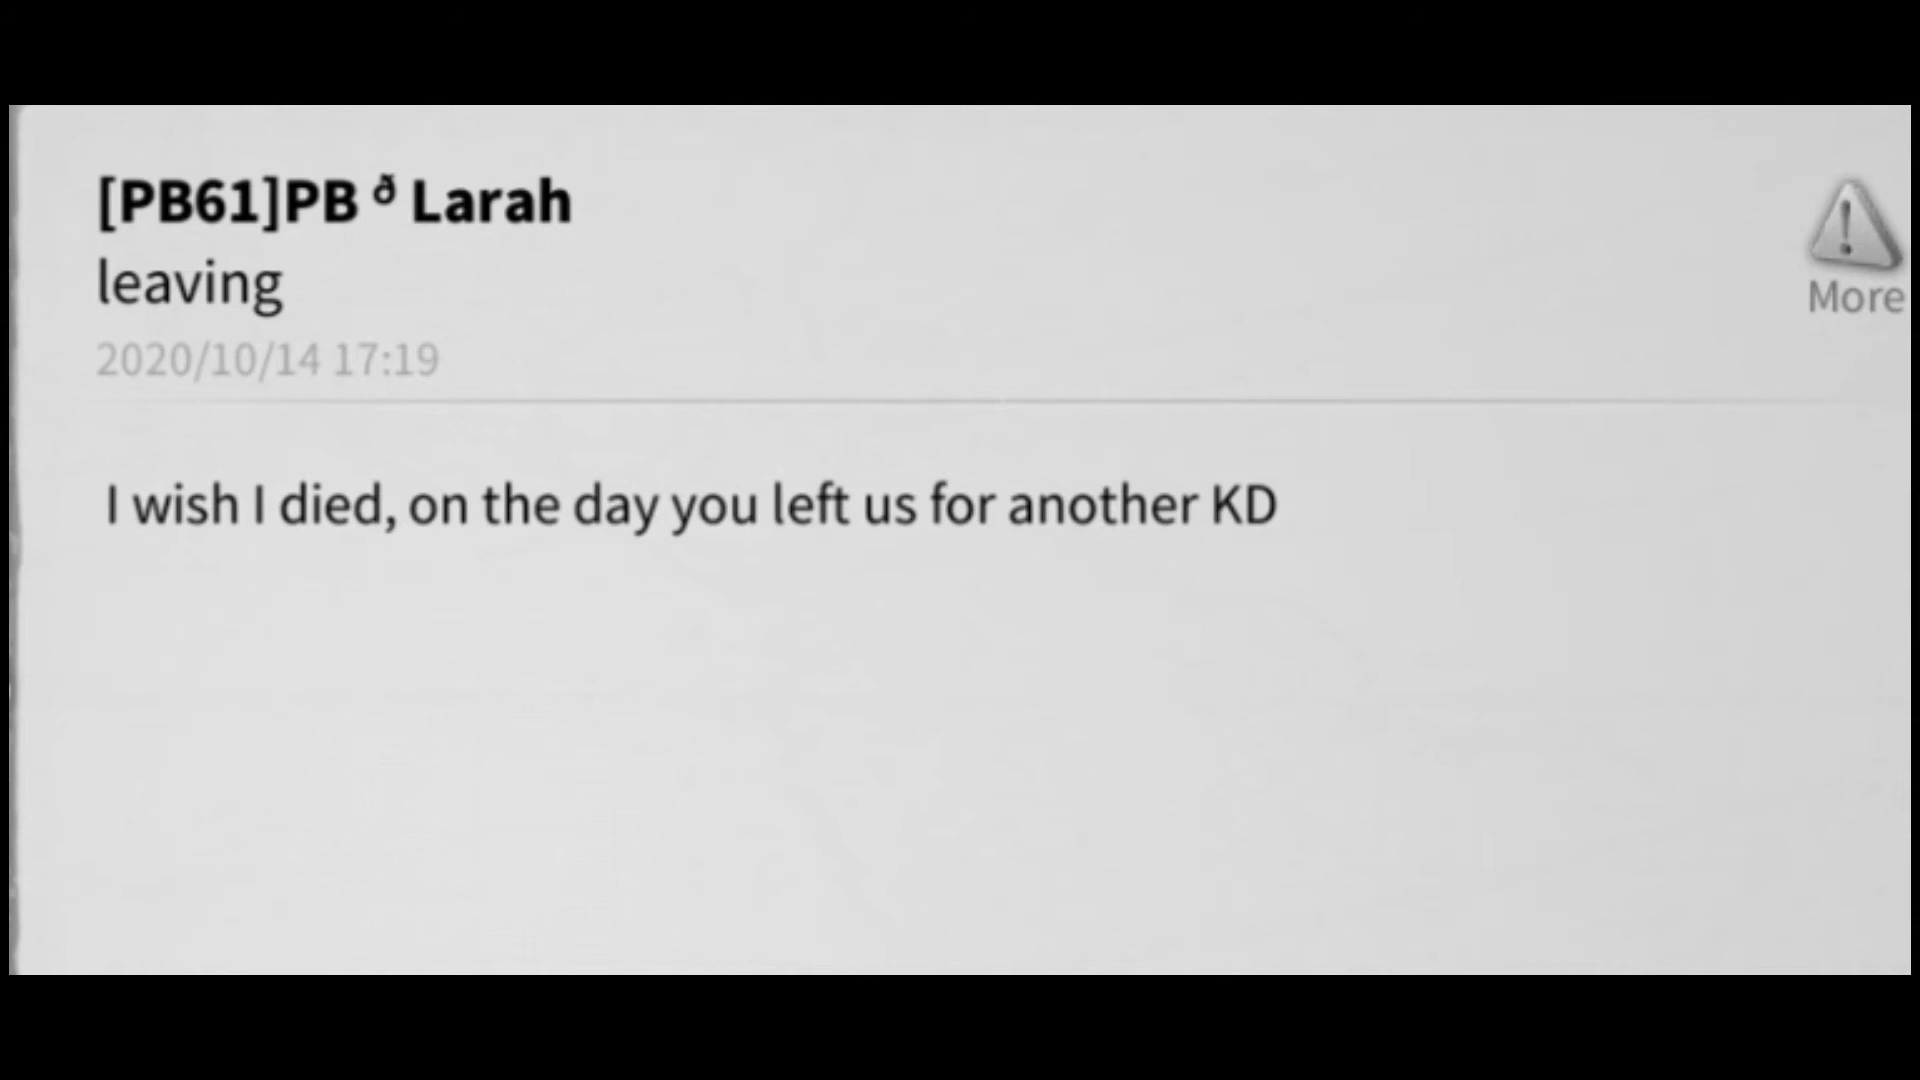 [PB61]PB ð Larah
leaving
2020/10/14 17:19
More
I wish I died, on the day you left us for another KD